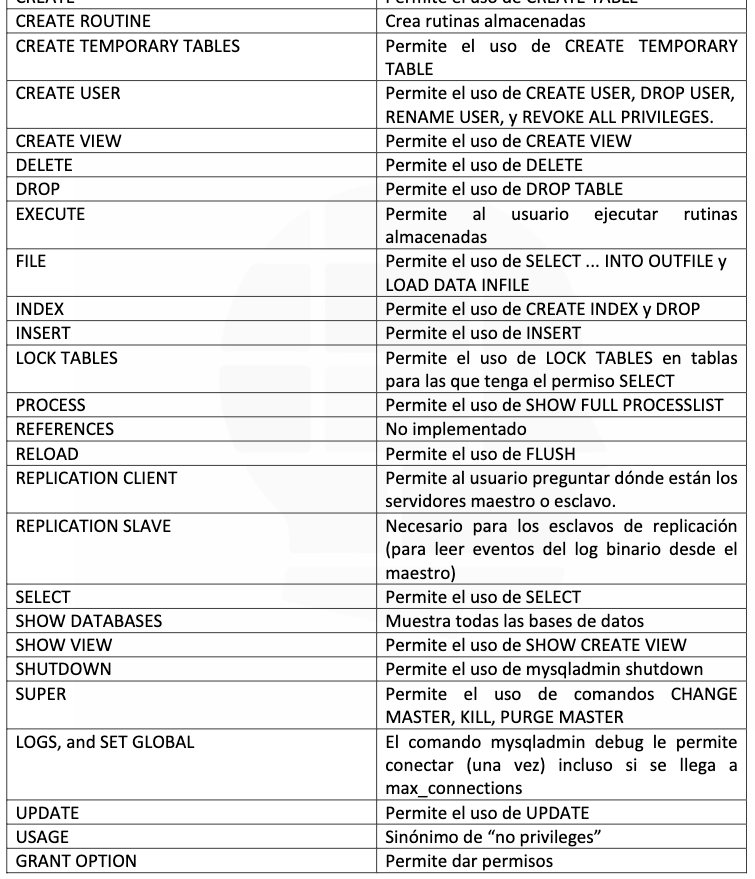 CREATE Permite el uso de CREATE TABLE
CREATE ROUTINE Crea rutinas almacenadas
CREATE TEMPORARY TABLES Permite el uso de CREATE TEMPORARY
TABLE
CREATE USER Permite el uso de CREATE USER, DROP USER,
RENAME USER, y REVOKE ALL PRIVILEGES.
CREATE VIEW Permite el uso de CREATE VIEW
DELETE Permite el uso de DELETE
DROP Permite el uso de DROP TABLE
EXECUTE Permite al usuario ejecutar rutinas
almacenadas
FILE Permite el uso de SELECT ... INTO OUTFILE y
LOAD DATA INFILE
INDEX Permite el uso de CREATE INDEX y DROP
INSERT Permite el uso de INSERT
LOCK TABLES Permite el uso de LOCK TABLES en tablas
para las que tenga el permiso SELECT
PROCESS Permite el uso de SHOW FULL PROCESSLIST
REFERENCES No implementado
RELOAD Permite el uso de FLUSH
REPLICATION CLIENT Permite al usuario preguntar dónde están los
servidores maestro o esclavo.
REPLICATION SLAVE Necesario para los esclavos de replicación
(para leer eventos del log binario desde el
maestro)
SELECT Permite el uso de SELECT
SHOW DATABASES Muestra todas las bases de datos
SHOW VIEW Permite el uso de SHOW CREATE VIEW
SHUTDOWN Permite el uso de mysqladmin shutdown
SUPER Permite el uso de comandos CHANGE
MASTER, KILL, PURGE MASTER
LOGS, and SET GLOBAL El comando mysqladmin debug le permite
conectar (una vez) incluso si se llega a
max_connections
UPDATE Permite el uso de UPDATE
USAGE Sinónimo de “no privileges”
GRANT OPTION Permite dar permisos